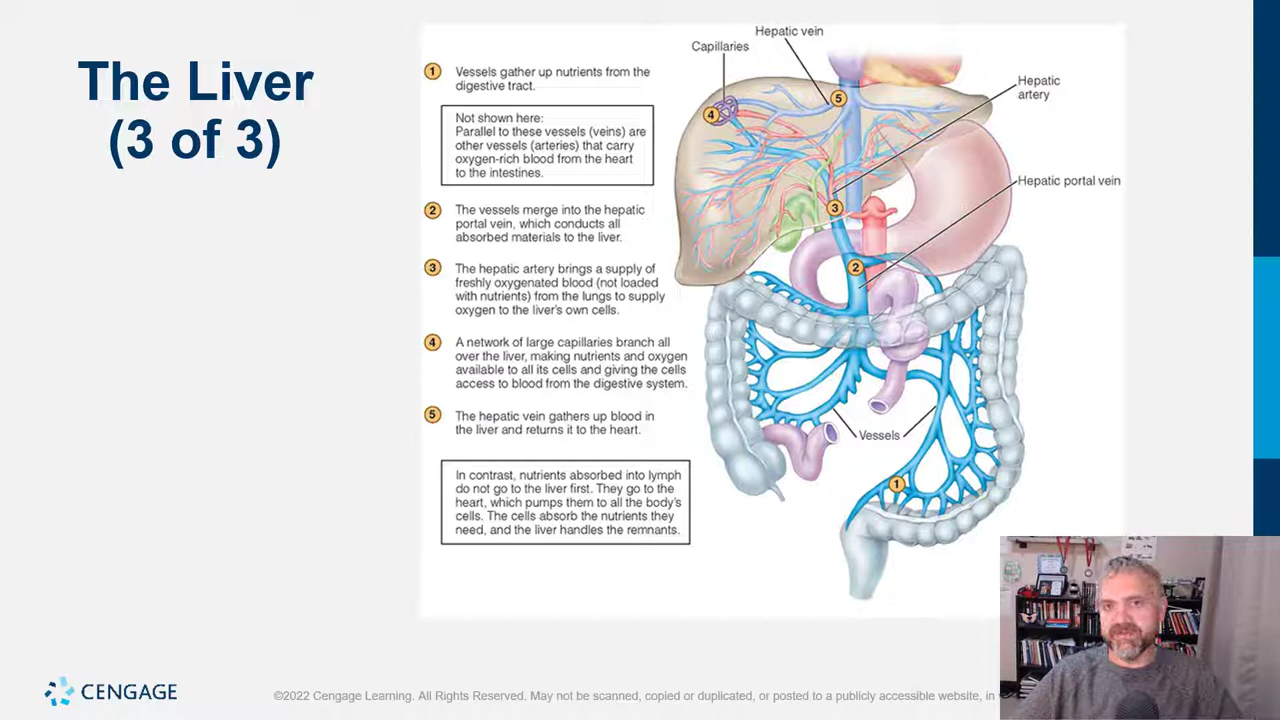 The Liver
(3 of 3)
1 Vessels gather up nutrients from the
digestive tract.
Not shown here:
Parallel to these vessels (veins) are
other vessels (arteries) that carry
oxygen-rich blood from the heart
to the intestines.
2 The vessels merge into the hepatic
portal vein, which conducts all
absorbed materials to the liver.
3 The hepatic artery brings a supply of
freshly oxygenated blood (not loaded
with nutrients) from the lungs to supply
oxygen to the liver's own cells.
4 A network of large capillaries branch all
over the liver, making nutrients and oxygen
available to all its cells and giving the cells
access to blood from the digestive system.
5 The hepatic vein gathers up blood in
the liver and returns it to the heart.
In contrast, nutrients absorbed into lymph
do not go to the liver first. They go to the
heart, which pumps them to all the body's
cells. The cells absorb the nutrients they
need, and the liver handles the remnants.
Hepatic vein
Capillaries
Hepatic
artery
Hepatic portal vein
Vessels
5
4
3
2
1
CENGAGE
©2022 Cengage Learning. All Rights Reserved. May not be scanned, copied or duplicated, or posted to a publicly accessible website, in